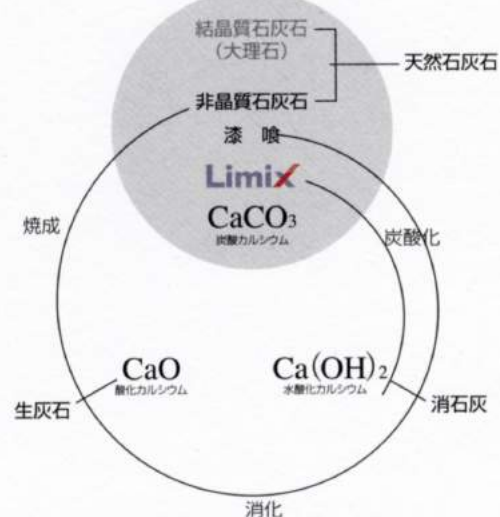 結晶質石灰石
(大理石)
天然石灰石
非晶質石灰石
漆 喰
Limix
CaCO₃
炭酸カルシウム
焼成
炭酸化
CaO
酸化カルシウム
Ca(OH)₂
水酸化カルシウム
生灰石
消石灰
消化